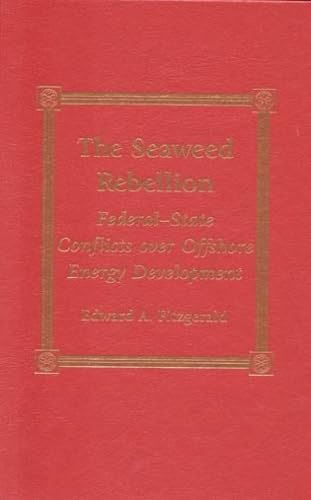 The Seaweed
Rebellion
Federal–State
Conflicts over Offshore
Energy Development
Edward A. Fitzgerald